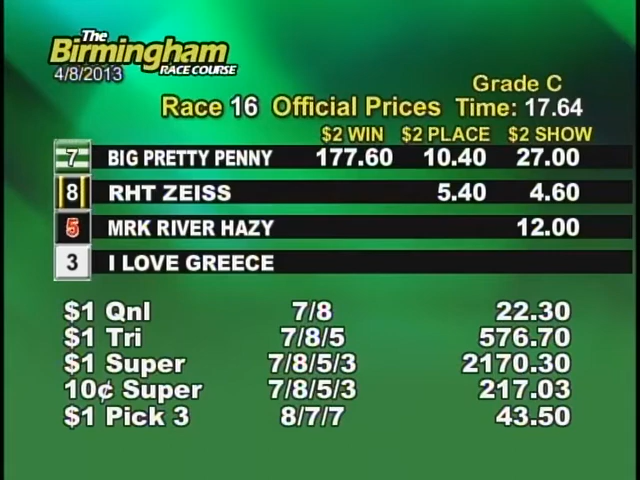 The
Birmingham
RACE COURSE
4/8/2013
Grade C
Race 16 Official Prices Time: 17.64
$2 WIN $2 PLACE $2 SHOW
7 BIG PRETTY PENNY 177.60 10.40 27.00
8 RHT ZEISS 5.40 4.60
5 MRK RIVER HAZY 12.00
3 I LOVE GREECE
$1 Qnl 7/8 22.30
$1 Tri 7/8/5 576.70
$1 Super 7/8/5/3 2170.30
10¢ Super 7/8/5/3 217.03
$1 Pick 3 8/7/7 43.50